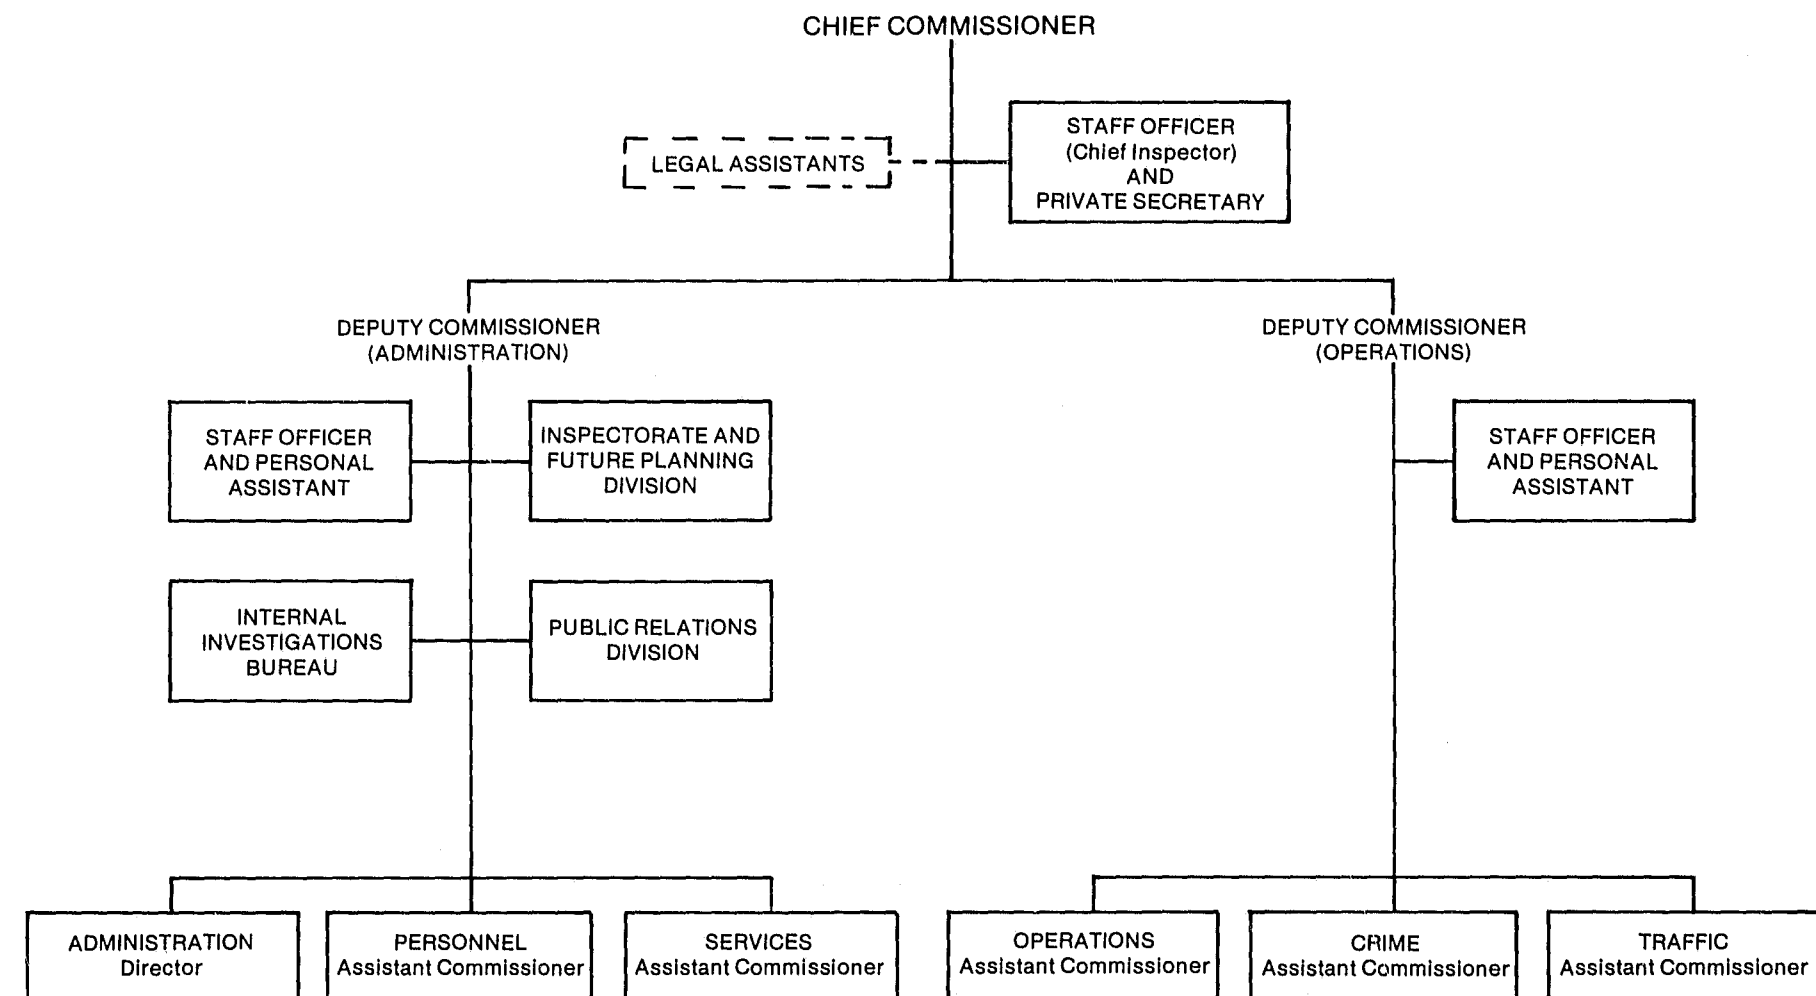 CHIEF COMMISSIONER
LEGAL ASSISTANTS
STAFF OFFICER
(Chief Inspector)
AND
PRIVATE SECRETARY
DEPUTY COMMISSIONER
(ADMINISTRATION)
DEPUTY COMMISSIONER
(OPERATIONS)
STAFF OFFICER
AND PERSONAL
ASSISTANT
INSPECTORATE AND
FUTURE PLANNING
DIVISION
STAFF OFFICER
AND PERSONAL
ASSISTANT
INTERNAL
INVESTIGATIONS
BUREAU
PUBLIC RELATIONS
DIVISION
ADMINISTRATION
Director
PERSONNEL
Assistant Commissioner
SERVICES
Assistant Commissioner
OPERATIONS
Assistant Commissioner
CRIME
Assistant Commissioner
TRAFFIC
Assistant Commissioner